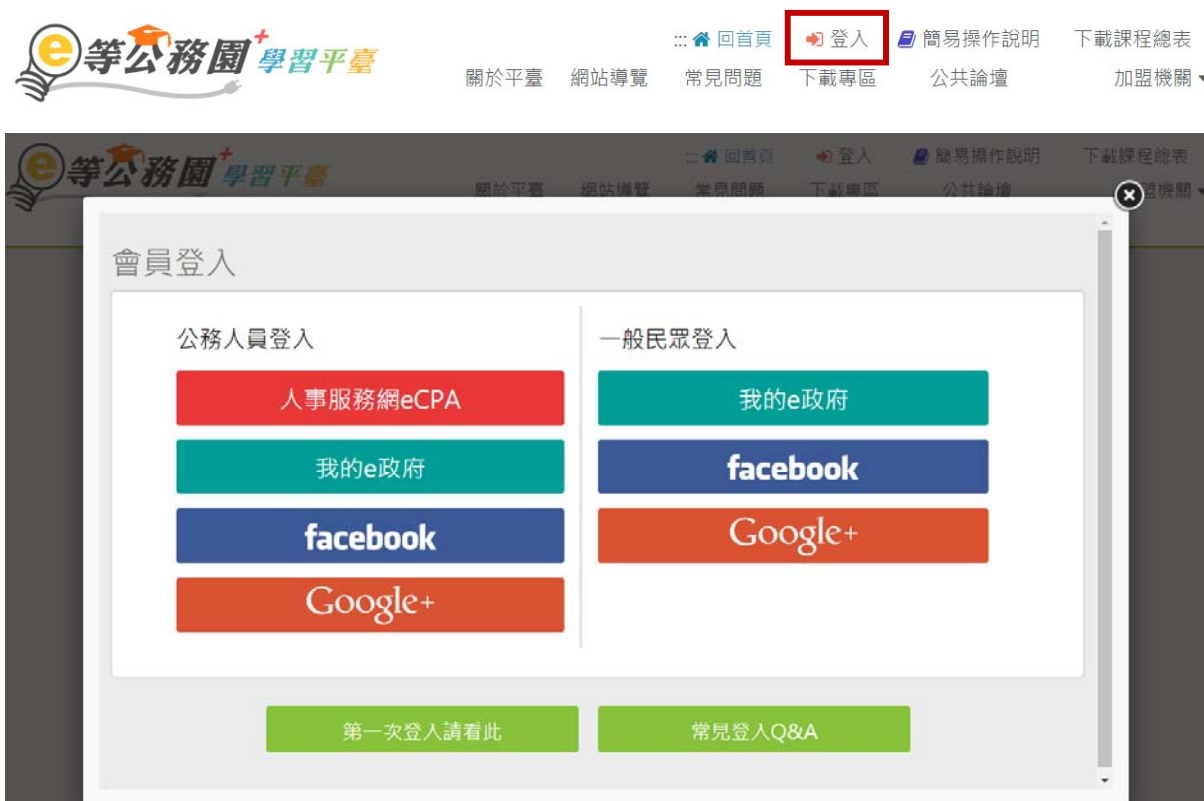 e等公務園+學習平臺
::: 回首頁 登入 簡易操作說明 下載課程總表
關於平臺 網站導覽 常見問題 下載專區 公共論壇 加盟機關
e等公務園+學習平臺
::: 回首頁 登入 簡易操作說明 下載課程總表
關於平臺 網站導覽 常見問題 下載專區 公共論壇 盟機關
會員登入
公務人員登入
人事服務網eCPA
我的e政府
facebook
Google+
一般民眾登入
我的e政府
facebook
Google+
第一次登入請看此
常見登入Q&A